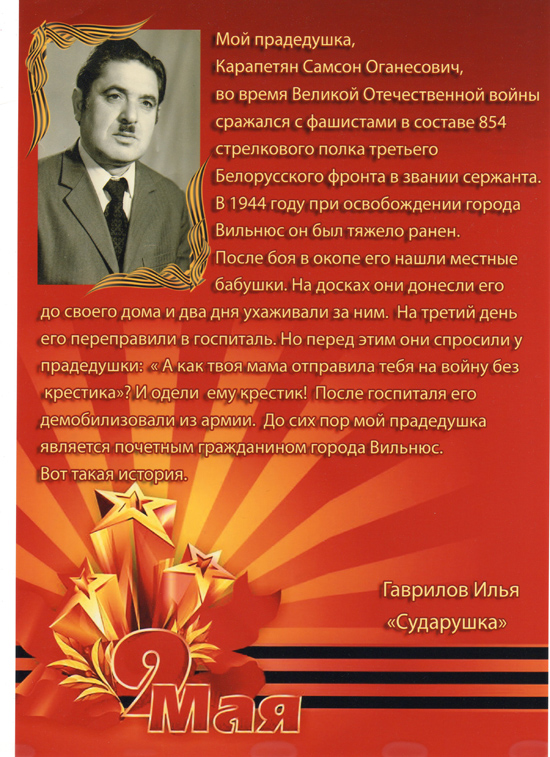 Мой прадедушка,
Карапетян Самсон Оганесович,
во время Великой Отечественной войны
сражался с фашистами в составе 854
стрелкового полка третьего
Белорусского фронта в звании сержанта.
В 1944 году при освобождении города
Вильнюс он был тяжело ранен.
После боя в окопе его нашли местные
бабушки. На досках они донесли его
до своего дома и два дня ухаживали за ним. На третий день
его переправили в госпиталь. Но перед этим они спросили у
прадедушки: « А как твоя мама отправила тебя на войну без
крестика»? И одели ему крестик! После госпиталя его
демобилизовали из армии. До сих пор мой прадедушка
является почетным гражданином города Вильнюс.
Вот такая история.
Гаврилов Илья
«Сударушка»
9
Мая